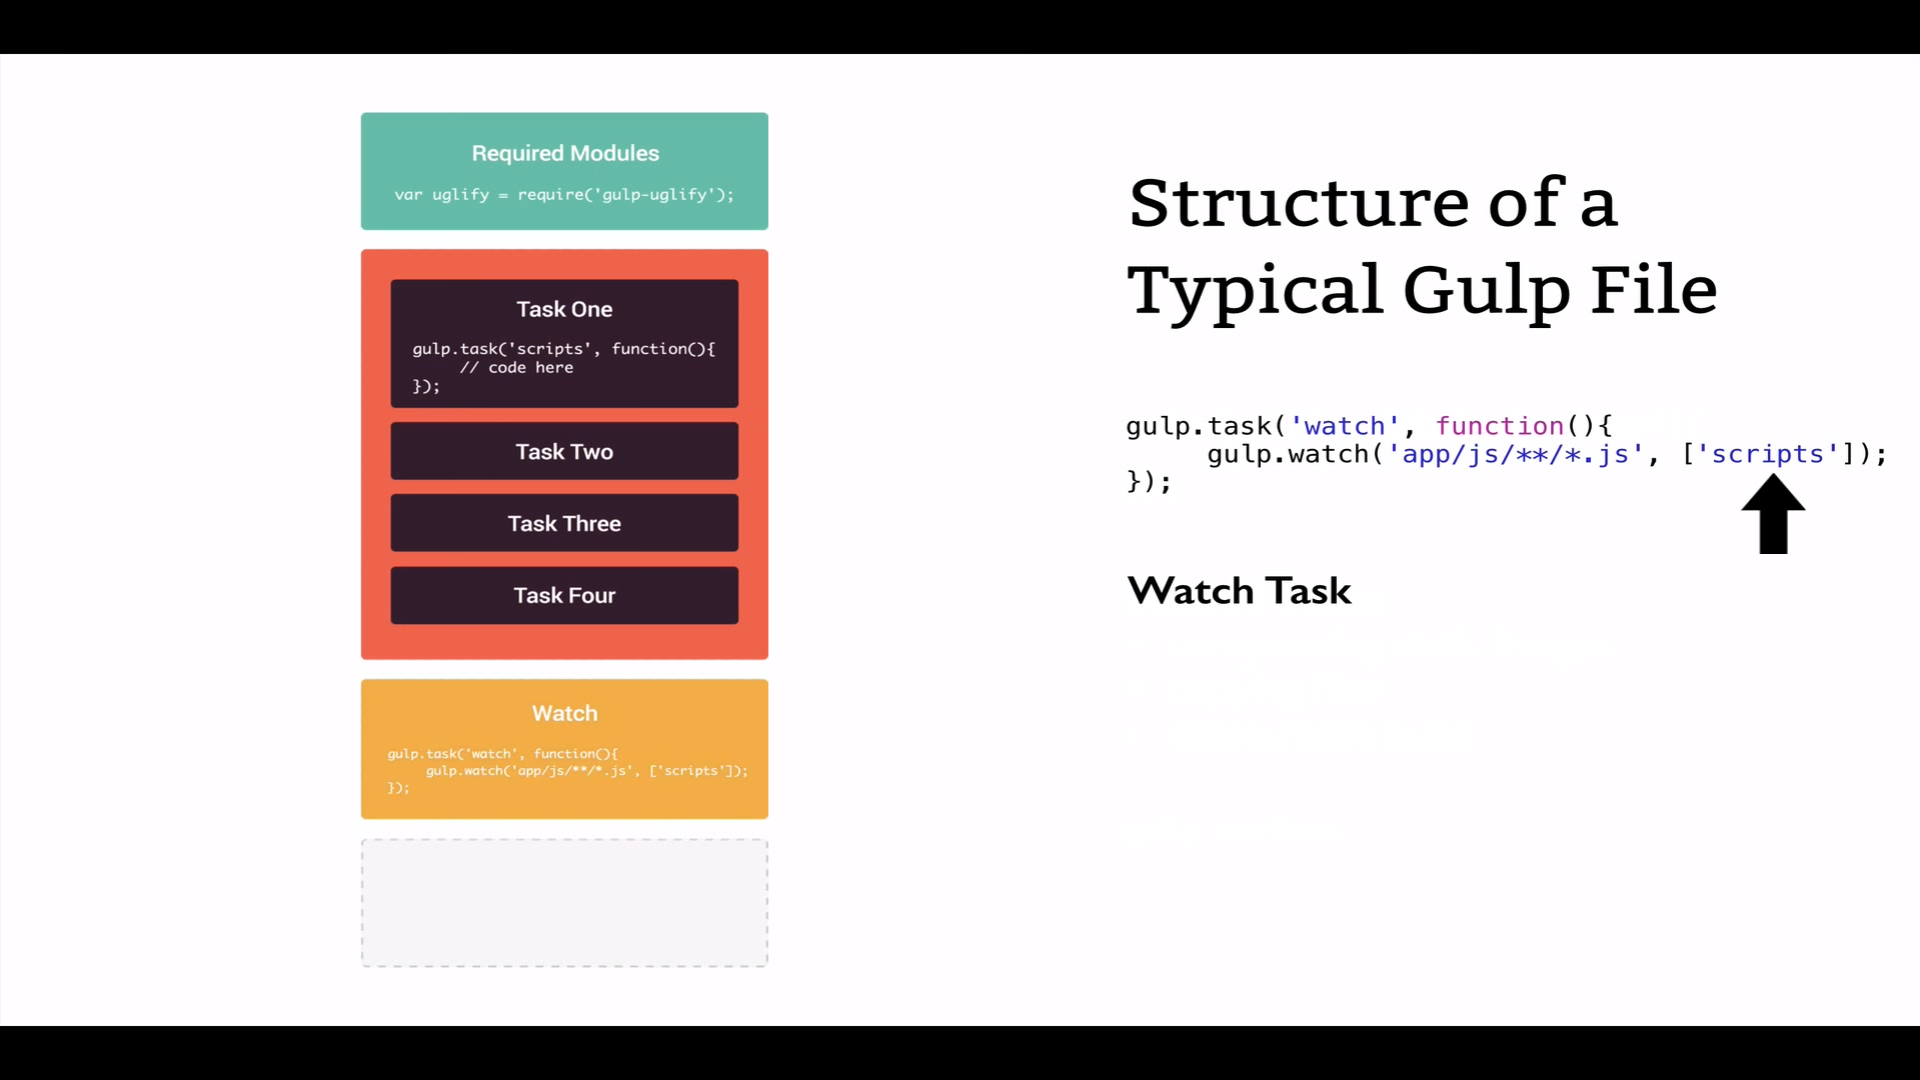 Required Modules
var uglify = require('gulp-uglify');
Task One
gulp.task('scripts', function(){
// code here
});
Task Two
Task Three
Task Four
Watch
gulp.task('watch', function(){
gulp.watch('app/js/**/*.js', ['scripts']);
});
Structure of a
Typical Gulp File
gulp.task('watch', function(){
gulp.watch('app/js/**/*.js', ['scripts']);
});
Watch Task